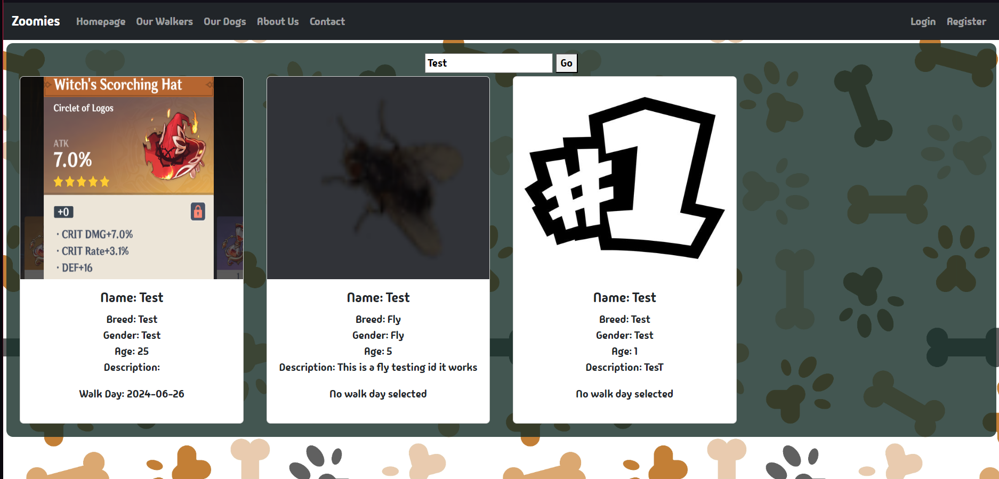 Zoomies Homepage Our Walkers Our Dogs About Us Contact Login Register
Test Go
Witch's Scorching Hat
Circlet of Logos
ATK
7.0%
+0
· CRIT DMG+7.0%
· CRIT Rate+3.1%
· DEF+16
1
Name: Test
Breed: Test
Gender: Test
Age: 25
Description:
Walk Day: 2024-06-26
Name: Test
Breed: Fly
Gender: Fly
Age: 5
Description: This is a fly testing id it works
No walk day selected
#1
Name: Test
Breed: Test
Gender: Test
Age: 1
Description: TesT
No walk day selected